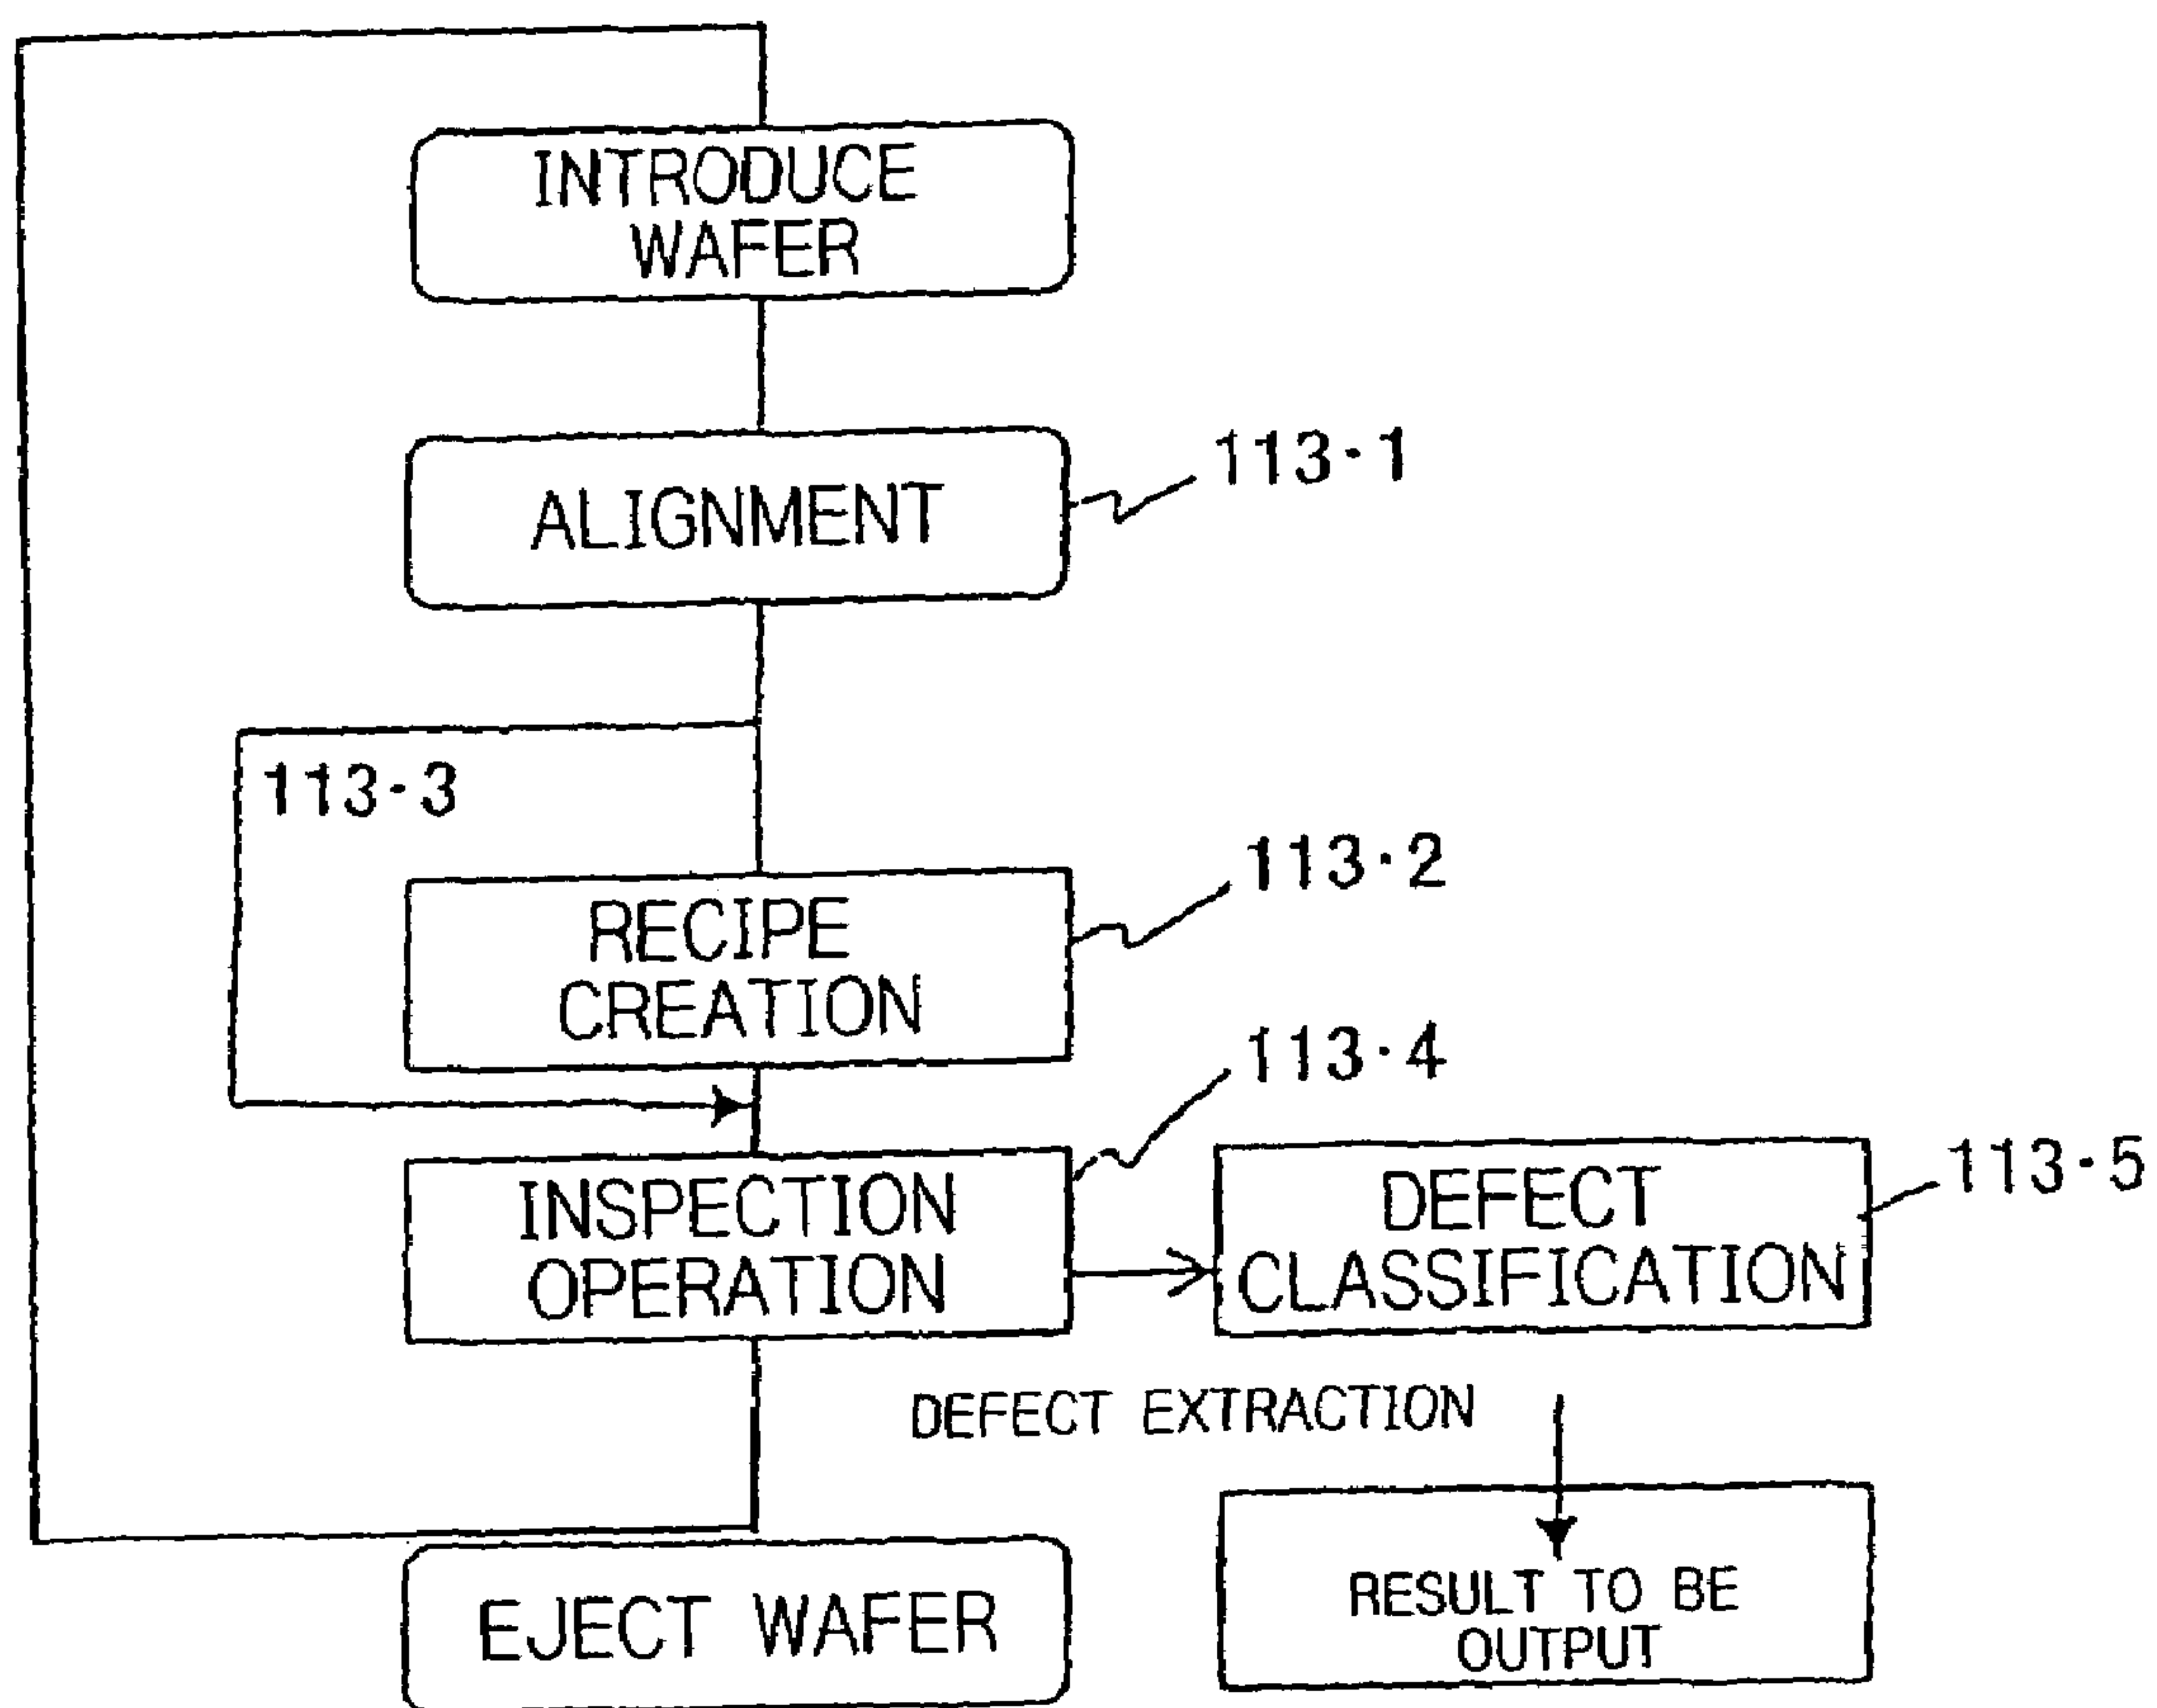 INTRODUCE
WAFER
ALIGNMENT
113·1
113·3
RECIPE
CREATION
113·2
INSPECTION
OPERATION
113·4
DEFECT
CLASSIFICATION
113·5
DEFECT EXTRACTION
EJECT WAFER
RESULT TO BE
OUTPUT